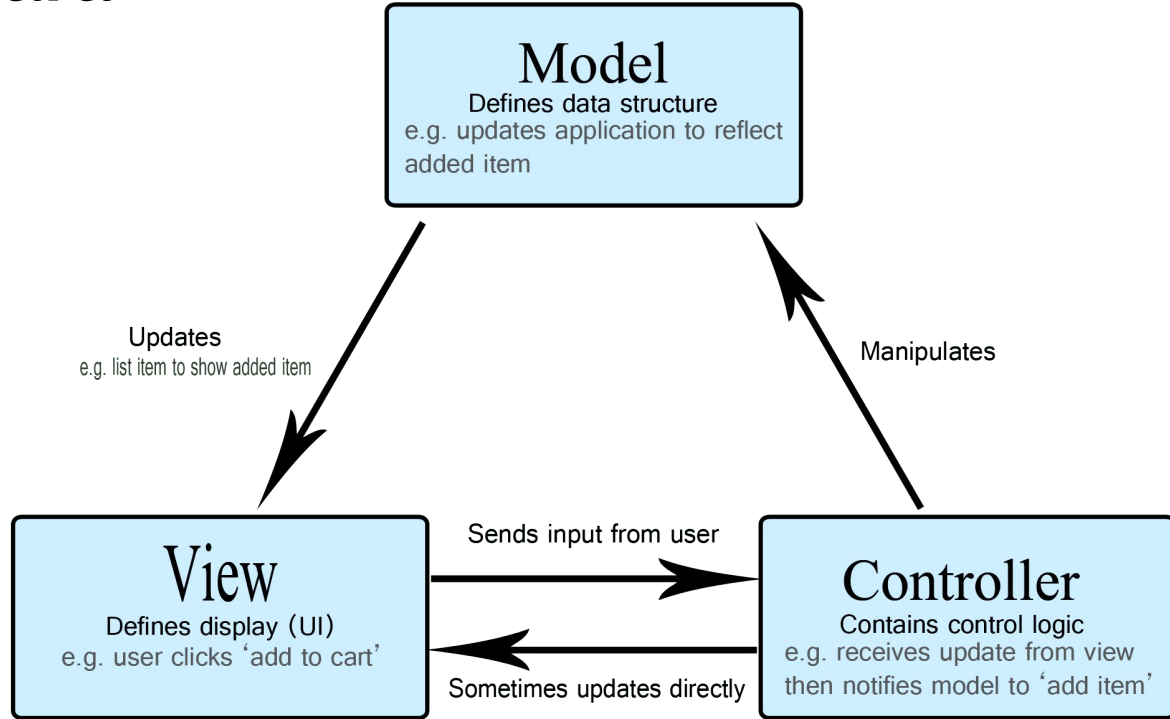 Model
Defines data structure
e.g. updates application to reflect
added item
Updates
e.g. list item to show added item
Manipulates
Sends input from user
View
Defines display (UI)
e.g. user clicks ‘add to cart’
Controller
Contains control logic
e.g. receives update from view
then notifies model to ‘add item’
Sometimes updates directly